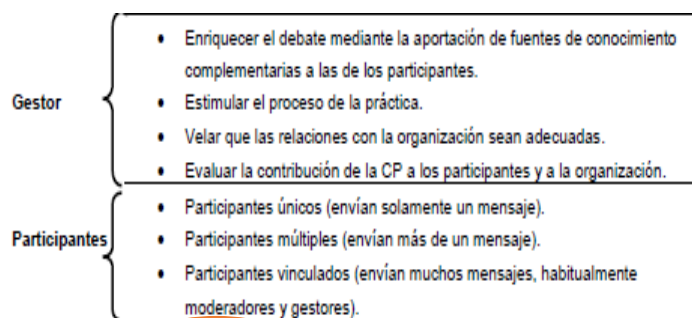 Gestor
• Enriquecer el debate mediante la aportación de fuentes de conocimiento
complementarias a las de los participantes.
• Estimular el proceso de la práctica.
• Velar que las relaciones con la organización sean adecuadas.
• Evaluar la contribución de la CP a los participantes y a la organización.
Participantes
• Participantes únicos (envían solamente un mensaje).
• Participantes múltiples (envían más de un mensaje).
• Participantes vinculados (envían muchos mensajes, habitualmente
moderadores y gestores).